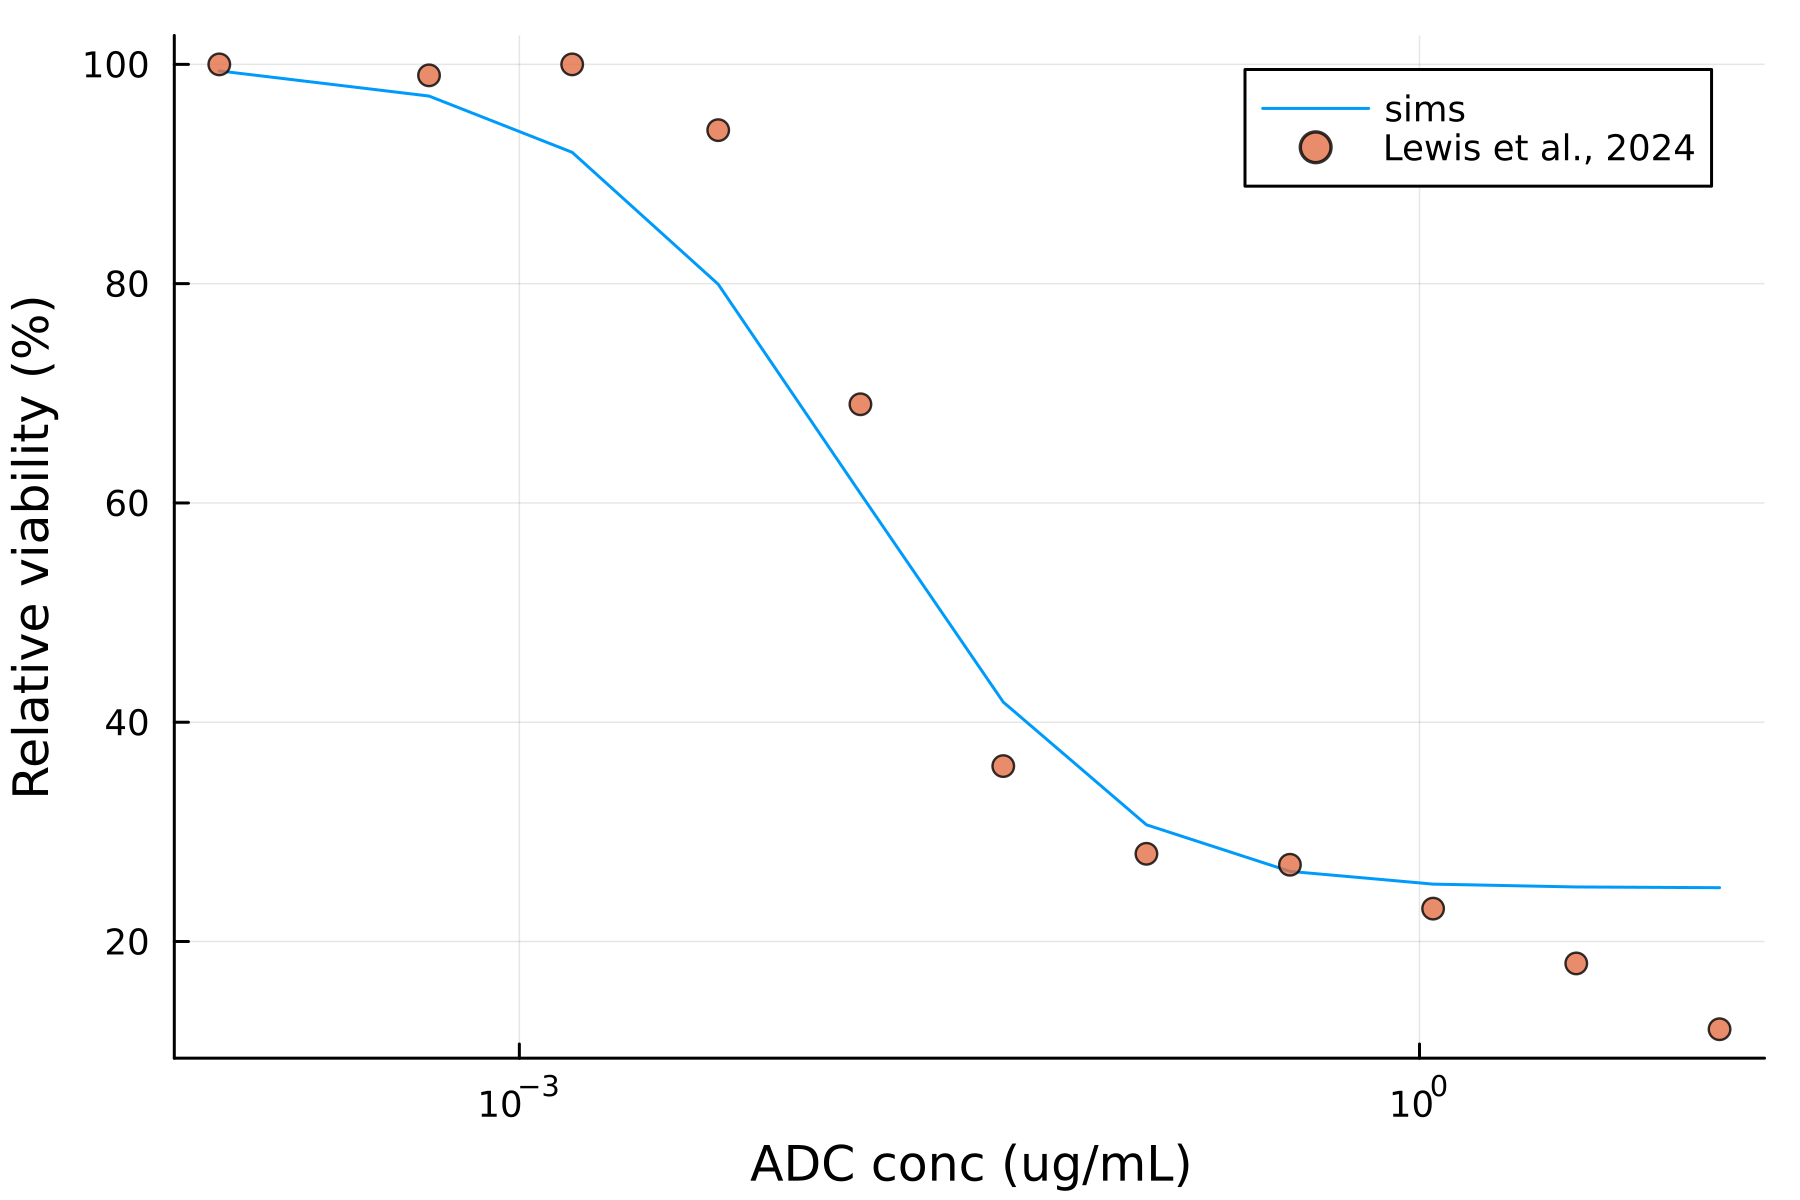 100
80
60
40
20
Relative viability (%)
sims
Lewis et al., 2024
10⁻³
10⁰
ADC conc (ug/mL)